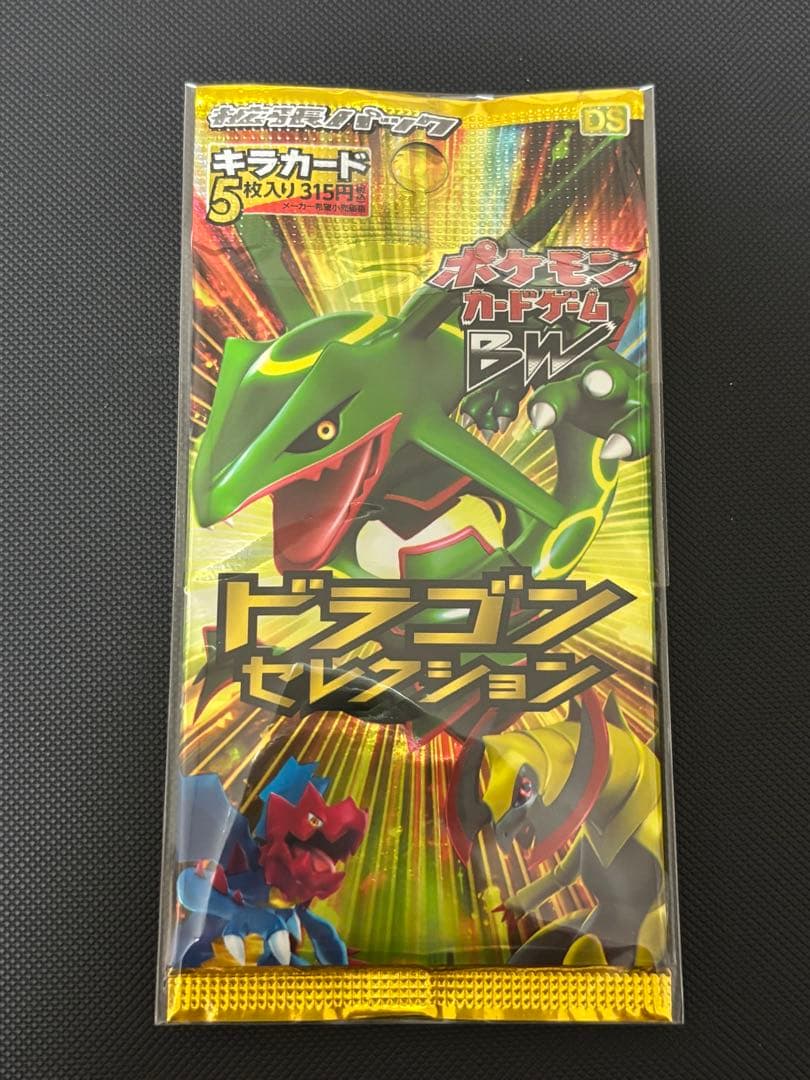 拡張パック
DS
キラカード
5枚入り 315円 税込
メーカー希望小売価格
ポケモン
カードゲーム
BW
ドラゴン
セレクション